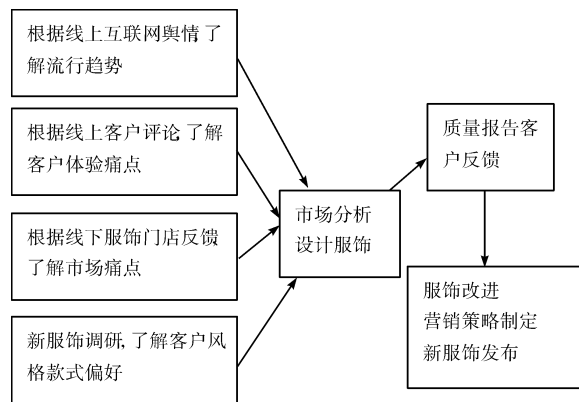 根据线上互联网舆情,了
解流行趋势
根据线上客户评论,了解
客户体验痛点
根据线下服饰门店反馈
了解市场痛点
新服饰调研,了解客户风
格款式偏好
市场分析
设计服饰
质量报告客
户反馈
服饰改进
营销策略制定
新服饰发布